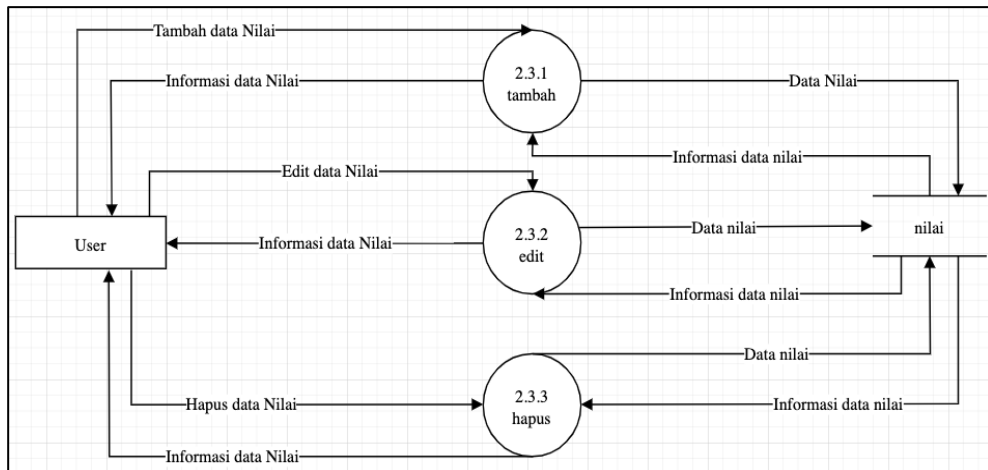 Tambah data Nilai
2.3.1
tambah
Informasi data Nilai
Data Nilai
Informasi data nilai
Edit data Nilai
User
Informasi data Nilai
2.3.2
edit
Data nilai
nilai
Informasi data nilai
Data nilai
2.3.3
hapus
Hapus data Nilai
Informasi data nilai
Informasi data Nilai